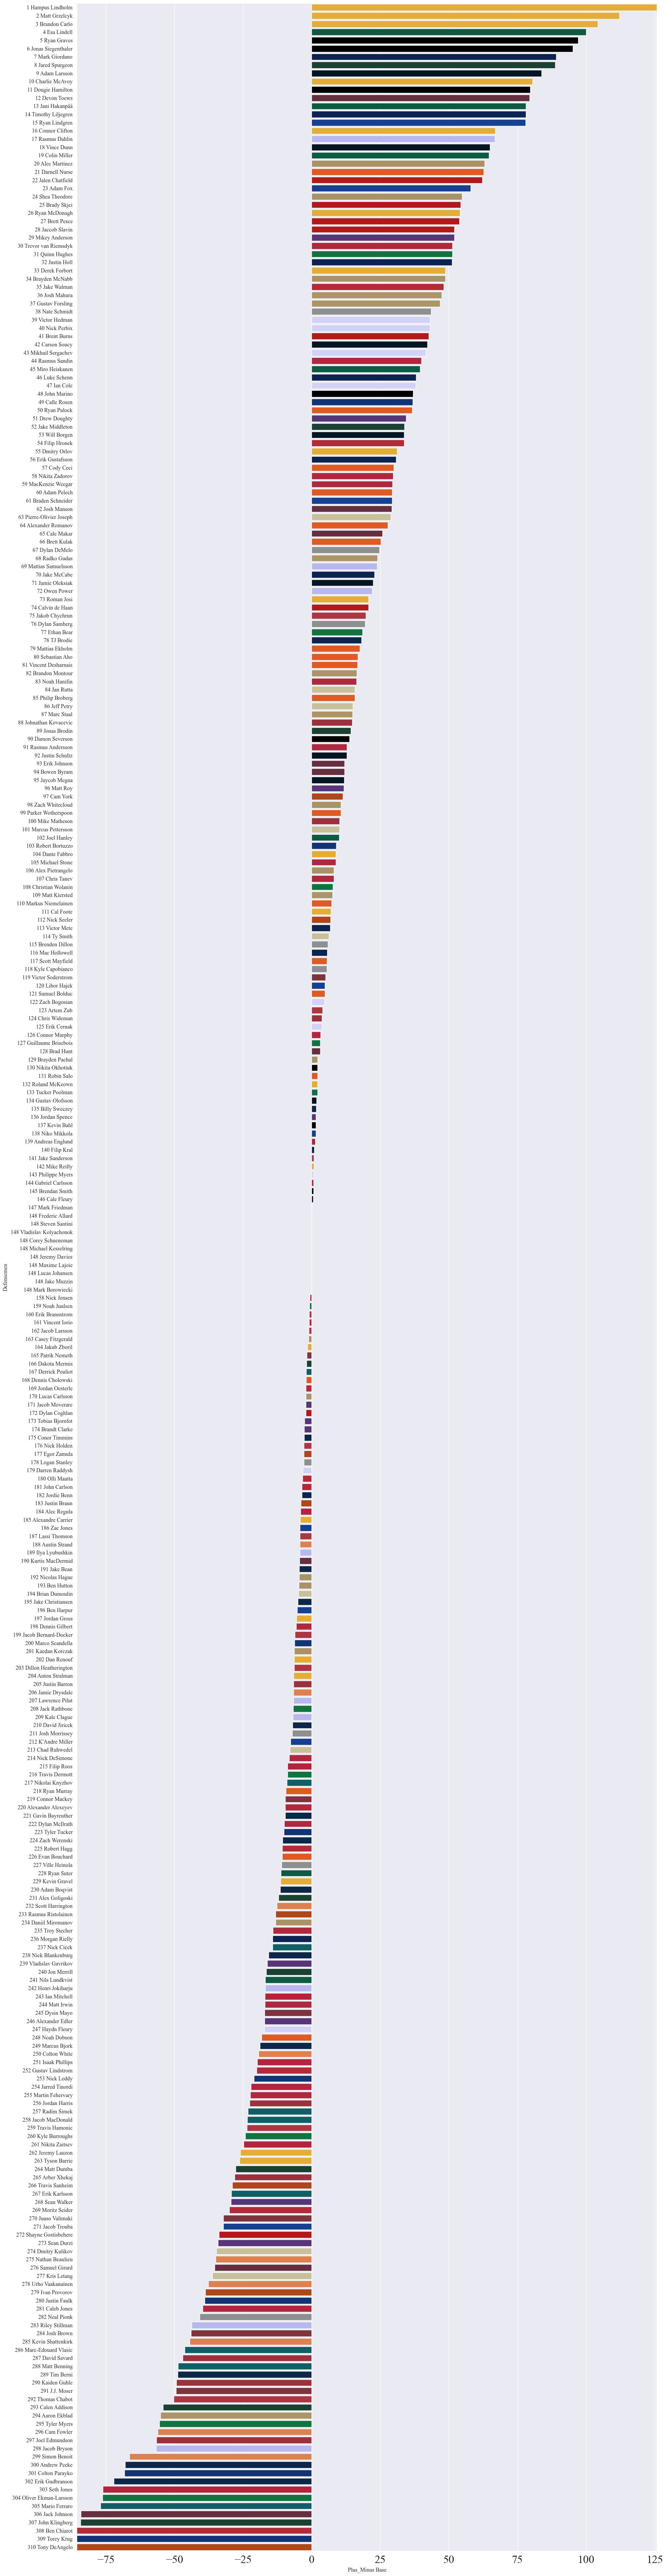 1 Hampus Lindholm
2 Matt Grzelcyk
3 Brandon Carlo
4 Esa Lindell
5 Ryan Graves
6 Jonas Siegenthaler
7 Mark Giordano
8 Jared Spurgeon
9 Adam Larsson
10 Charlie McAvoy
11 Dougie Hamilton
12 Devon Toews
13 Jani Hakanpää
14 Timothy Liljegren
15 Ryan Lindgren
16 Connor Clifton
17 Rasmus Dahlin
18 Vince Dunn
19 Colin Miller
20 Alec Martinez
21 Darnell Nurse
22 Jalen Chatfield
23 Adam Fox
24 Shea Theodore
25 Brady Skjei
26 Ryan McDonagh
27 Brett Pesce
28 Jaccob Slavin
29 Mikey Anderson
30 Trevor van Riemsdyk
31 Quinn Hughes
32 Justin Holl
33 Derek Forbort
34 Brayden McNabb
35 Jake Walman
36 Josh Mahura
37 Gustav Forsling
38 Nate Schmidt
39 Victor Hedman
40 Nick Perbix
41 Brent Burns
42 Carson Soucy
43 Mikhail Sergachev
44 Rasmus Sandin
45 Miro Heiskanen
46 Luke Schenn
47 Ian Cole
48 John Marino
49 Calle Rosen
50 Ryan Pulock
51 Drew Doughty
52 Jake Middleton
53 Will Borgen
54 Filip Hronek
55 Dmitry Orlov
56 Erik Gustafsson
57 Cody Ceci
58 Nikita Zadorov
59 MacKenzie Weegar
60 Adam Pelech
61 Braden Schneider
62 Josh Manson
63 Pierre-Olivier Joseph
64 Alexander Romanov
65 Cale Makar
66 Brett Kulak
67 Dylan DeMelo
68 Radko Gudas
69 Mattias Samuelsson
70 Jake McCabe
71 Jamie Oleksiak
72 Owen Power
73 Roman Josi
74 Calvin de Haan
75 Jakob Chychrun
76 Dylan Samberg
77 Ethan Bear
78 TJ Brodie
79 Mattias Ekholm
80 Sebastian Aho
81 Vincent Desharnais
82 Brandon Montour
83 Noah Hanifin
84 Jan Rutta
85 Philip Broberg
86 Jeff Petry
87 Marc Staal
88 Johnathan Kovacevic
89 Jonas Brodin
90 Damon Severson
91 Rasmus Andersson
92 Justin Schultz
93 Erik Johnson
94 Bowen Byram
95 Jaycob Megna
96 Matt Roy
97 Cam York
98 Zach Whitecloud
99 Parker Wotherspoon
100 Mike Matheson
101 Marcus Pettersson
102 Joel Hanley
103 Robert Bortuzzo
104 Dante Fabbro
105 Michael Stone
106 Alex Pietrangelo
107 Chris Tanev
108 Christian Wolanin
109 Matt Kiersted
110 Markus Niemelainen
111 Cal Foote
112 Nick Seeler
113 Victor Mete
114 Ty Smith
115 Brenden Dillon
116 Mac Hollowell
117 Scott Mayfield
118 Kyle Capobianco
119 Victor Soderstrom
120 Libor Hajek
121 Samuel Bolduc
122 Zach Bogosian
123 Artem Zub
124 Chris Wideman
125 Erik Cernak
126 Connor Murphy
127 Guillaume Brisebois
128 Brad Hunt
129 Brayden Pachal
130 Nikita Okhotiuk
131 Robin Salo
132 Roland McKeown
133 Tucker Poolman
134 Gustav Olofsson
135 Billy Sweezey
136 Jordan Spence
137 Kevin Bahl
138 Niko Mikkola
139 Andreas Englund
140 Filip Kral
141 Jake Sanderson
142 Mike Reilly
143 Philippe Myers
144 Gabriel Carlsson
145 Brendan Smith
146 Cale Fleury
147 Mark Friedman
148 Frederic Allard
148 Steven Santini
148 Vladislav Kolyachonok
148 Corey Schueneman
148 Michael Kesselring
148 Jeremy Davies
148 Maxime Lajoie
148 Lucas Johansen
148 Jake Muzzin
148 Mark Borowiecki
158 Nick Jensen
159 Noah Juulsen
160 Erik Brannstrom
161 Vincent Iorio
162 Jacob Larsson
163 Casey Fitzgerald
164 Jakub Zboril
165 Patrik Nemeth
166 Dakota Mermis
167 Derrick Pouliot
168 Dennis Cholowski
169 Jordan Oesterle
170 Lucas Carlsson
171 Jacob Moverare
172 Dylan Coghlan
173 Tobias Bjornfot
174 Brandt Clarke
175 Conor Timmins
176 Nick Holden
177 Egor Zamula
178 Logan Stanley
179 Darren Raddysh
180 Olli Maatta
181 John Carlson
182 Jordie Benn
183 Justin Braun
184 Alec Regula
185 Alexandre Carrier
186 Zac Jones
187 Lassi Thomson
188 Austin Strand
189 Ilya Lyubushkin
190 Kurtis MacDermid
191 Jake Bean
192 Nicolas Hague
193 Ben Hutton
194 Brian Dumoulin
195 Jake Christiansen
196 Ben Harpur
197 Jordan Gross
198 Dennis Gilbert
199 Jacob Bernard-Docker
200 Marco Scandella
201 Kaedan Korczak
202 Dan Renouf
203 Dillon Heatherington
204 Anton Stralman
205 Justin Barron
206 Jamie Drysdale
207 Lawrence Pilut
208 Jack Rathbone
209 Kale Clague
210 David Jiricek
211 Josh Morrissey
212 K'Andre Miller
213 Chad Ruhwedel
214 Nick DeSimone
215 Filip Roos
216 Travis Dermott
217 Nikolai Knyzhov
218 Ryan Murray
219 Connor Mackey
220 Alexander Alexeyev
221 Gavin Bayreuther
222 Dylan McIlrath
223 Tyler Tucker
224 Zach Werenski
225 Robert Hagg
226 Evan Bouchard
227 Ville Heinola
228 Ryan Suter
229 Kevin Gravel
230 Adam Boqvist
231 Alex Goligoski
232 Scott Harrington
233 Rasmus Ristolainen
234 Daniil Miromanov
235 Troy Stecher
236 Morgan Rielly
237 Nick Cicek
238 Nick Blankenburg
239 Vladislav Gavrikov
240 Jon Merrill
241 Nils Lundkvist
242 Henri Jokiharju
243 Ian Mitchell
244 Matt Irwin
245 Dysin Mayo
246 Alexander Edler
247 Haydn Fleury
248 Noah Dobson
249 Marcus Bjork
250 Colton White
251 Isaak Phillips
252 Gustav Lindstrom
253 Nick Leddy
254 Jarred Tinordi
255 Martin Fehervary
256 Jordan Harris
257 Radim Simek
258 Jacob MacDonald
259 Travis Hamonic
260 Kyle Burroughs
261 Nikita Zaitsev
262 Jeremy Lauzon
263 Tyson Barrie
264 Matt Dumba
265 Arber Xhekaj
266 Travis Sanheim
267 Erik Karlsson
268 Sean Walker
269 Moritz Seider
270 Juuso Valimaki
271 Jacob Trouba
272 Shayne Gostisbehere
273 Sean Durzi
274 Dmitry Kulikov
275 Nathan Beaulieu
276 Samuel Girard
277 Kris Letang
278 Urho Vaakanainen
279 Ivan Provorov
280 Justin Faulk
281 Caleb Jones
282 Neal Pionk
283 Riley Stillman
284 Josh Brown
285 Kevin Shattenkirk
286 Marc-Edouard Vlasic
287 David Savard
288 Matt Benning
289 Tim Berni
290 Kaiden Guhle
291 J.J. Moser
292 Thomas Chabot
293 Calen Addison
294 Aaron Ekblad
295 Tyler Myers
296 Cam Fowler
297 Joel Edmundson
298 Jacob Bryson
299 Simon Benoit
300 Andrew Peeke
301 Colton Parayko
302 Erik Gudbranson
303 Seth Jones
304 Oliver Ekman-Larsson
305 Mario Ferraro
306 Jack Johnson
307 John Klingberg
308 Ben Chiarot
309 Torey Krug
310 Tony DeAngelo
Defensemen
−75 −50 −25 0 25 50 75 100 125
Plus_Minus Base